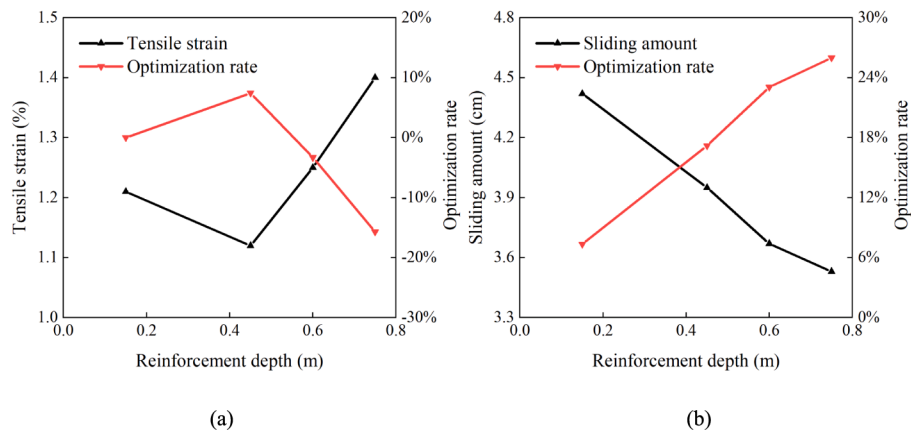 Tensile strain
Optimization rate
1.5
1.4
1.3
1.2
1.1
1.0
Tensile strain (%)
20%
10%
0%
-10%
-20%
-30%
Optimization rate
0.0 0.2 0.4 0.6 0.8
Reinforcement depth (m)
(a)
Sliding amount
Optimization rate
4.8
4.5
4.2
3.9
3.6
3.3
Sliding amount (cm)
30%
24%
18%
12%
6%
0%
Optimization rate
0.0 0.2 0.4 0.6 0.8
Reinforcement depth (m)
(b)